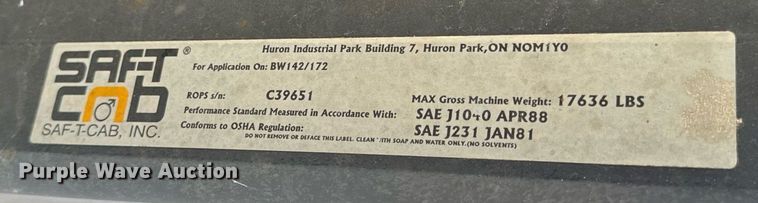 SAF-T
CAB
®
SAF-T-CAB, INC.
Huron Industrial Park Building 7, Huron Park,ON NOM1Y0
For Application On: BW142/172
ROPS s/n: C39651
MAX Gross Machine Weight: 17636 LBS
Performance Standard Measured in Accordance With: SAE J1040 APR88
Conforms to OSHA Regulation: SAE J231 JAN81
DO NOT REMOVE OR DEFACE THIS LABEL. CLEAN WITH SOAP AND WATER ONLY.(NO SOLVENTS)
Purple Wave Auction